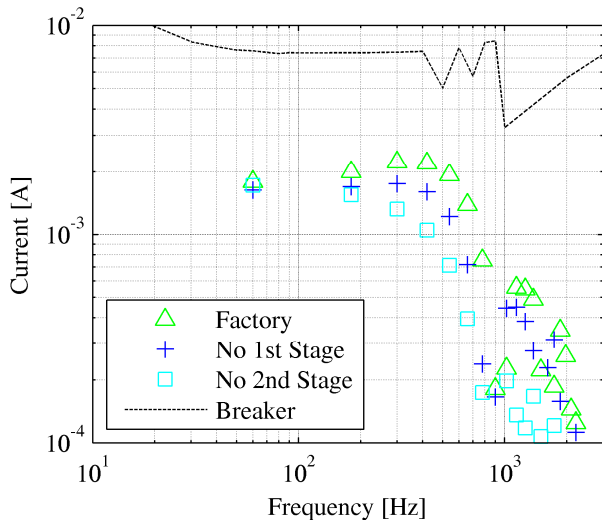 10^-2
10^-3
10^-4
Current [A]
Factory
No 1st Stage
No 2nd Stage
Breaker
10^1
10^2
10^3
Frequency [Hz]